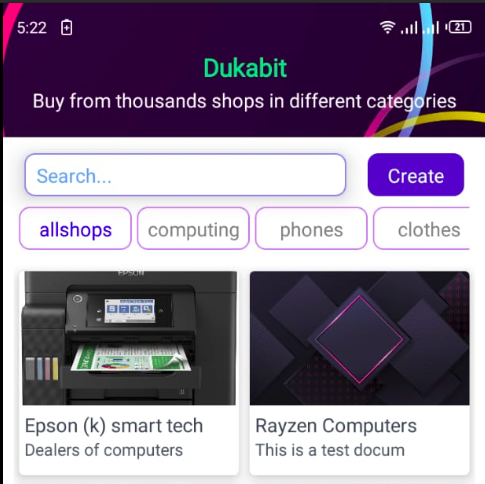 5:22
21
Dukabit
Buy from thousands shops in different categories
Search...
Create
allshops
computing
phones
clothes
EPSON
Epson (k) smart tech
Dealers of computers
Rayzen Computers
This is a test docum